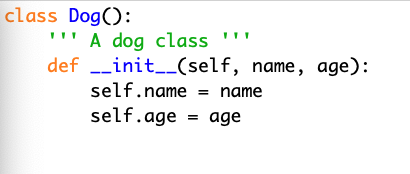 class Dog():
    ''' A dog class '''
    def __init__(self, name, age):
        self.name = name
        self.age = age